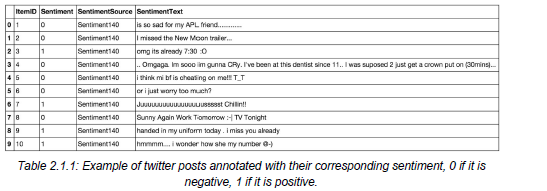 ItemID Sentiment SentimentSource SentimentText
0 1 0 Sentiment140 is so sad for my APL friend.............
1 2 0 Sentiment140 I missed the New Moon trailer...
2 3 1 Sentiment140 omg its already 7:30 :O
3 4 0 Sentiment140 .. Omgaga. Im sooo im gunna CRy. I've been at this dentist since 11.. I was suposed 2 just get a crown put on (30mins)...
4 5 0 Sentiment140 i think mi bf is cheating on me!!! T_T
5 6 0 Sentiment140 or i just worry too much?
6 7 1 Sentiment140 Juuuuuuuuuuuuuuuuussssst Chillin!!
7 8 0 Sentiment140 Sunny Again Work Tomorrow :-| TV Tonight
8 9 1 Sentiment140 handed in my uniform today . i miss you already
9 10 1 Sentiment140 hmmmm.... i wonder how she my number @-)
Table 2.1.1: Example of twitter posts annotated with their corresponding sentiment, 0 if it is
negative, 1 if it is positive.